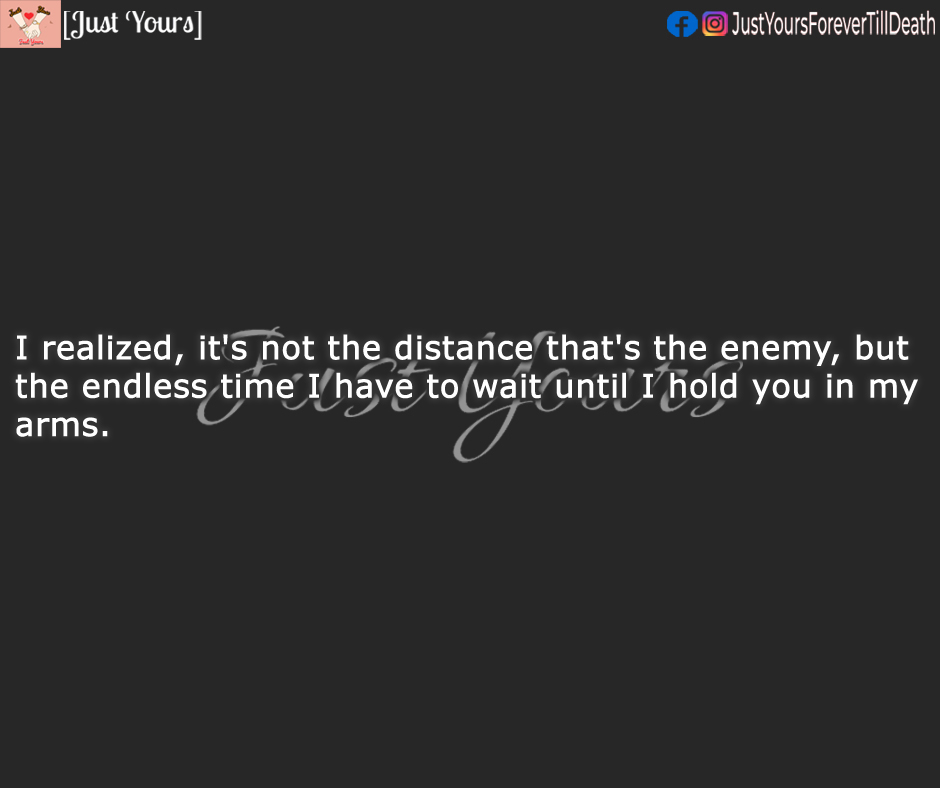 [Just Yours]
JustYoursForeverTillDeath
I realized, it's not the distance that's the enemy, but
the endless time I have to wait until I hold you in my
arms.
Just Yours